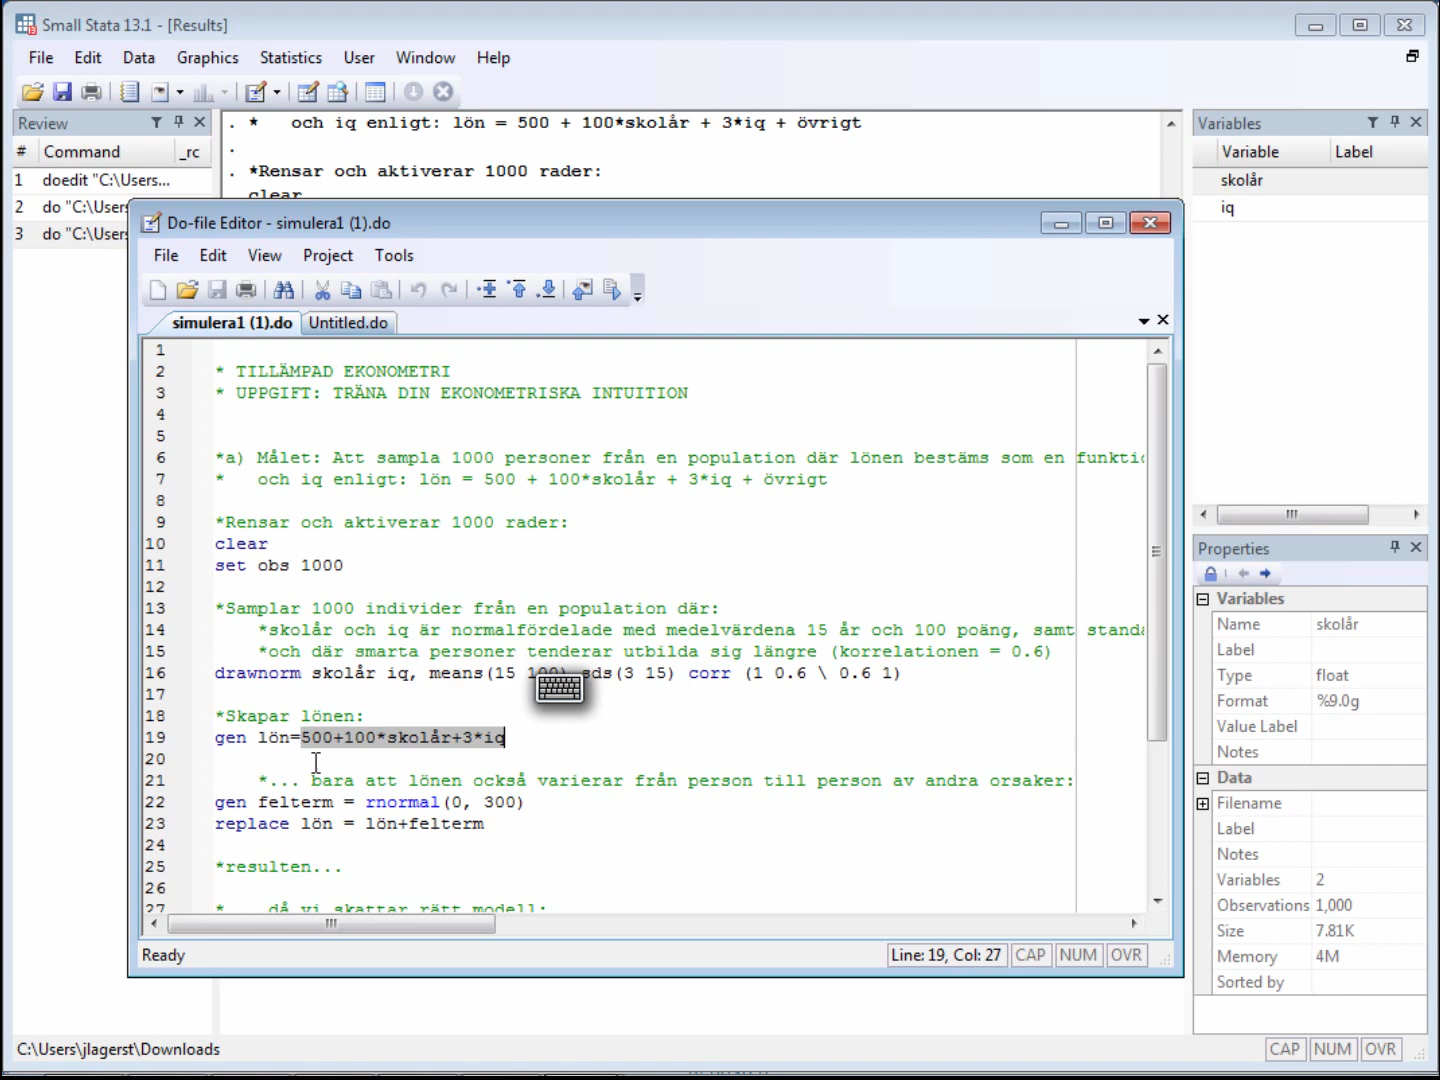 Small Stata 13.1 - [Results]
File Edit Data Graphics Statistics User Window Help
Review
# Command _rc
1 doedit "C:\Users...
2 do "C:\Users
3 do "C:\Users
. * och iq enligt: lön = 500 + 100*skolår + 3*iq + övrigt
.
. *Rensar och aktiverar 1000 rader:
clear
Do-file Editor - simulera1 (1).do
File Edit View Project Tools
simulera1 (1).do Untitled.do
1
2 * TILLÄMPAD EKONOMETRI
3 * UPPGIFT: TRÄNA DIN EKONOMETRISKA INTUITION
4
5
6 *a) Målet: Att sampla 1000 personer från en population där lönen bestäms som en funkti
7 * och iq enligt: lön = 500 + 100*skolår + 3*iq + övrigt
8
9 *Rensar och aktiverar 1000 rader:
10 clear
11 set obs 1000
12
13 *Samplar 1000 individer från en population där:
14 *skolår och iq är normalfördelade med medelvärdena 15 år och 100 poäng, samt stand
15 *och där smarta personer tenderar utbilda sig längre (korrelationen = 0.6)
16 drawnorm skolår iq, means(15 100) sds(3 15) corr (1 0.6 \ 0.6 1)
17
18 *Skapar lönen:
19 gen lön=500+100*skolår+3*iq
20
21 *... bara att lönen också varierar från person till person av andra orsaker:
22 gen felterm = rnormal(0, 300)
23 replace lön = lön+felterm
24
25 *resulten...
26
27 * då vi skattar rätt modell:
Ready
Line: 19, Col: 27 CAP NUM OVR
Variables
Variable Label
skolår
iq
Properties
Variables
Name skolår
Label
Type float
Format %9.0g
Value Label
Notes
Data
Filename
Label
Notes
Variables 2
Observations 1,000
Size 7.81K
Memory 4M
Sorted by
C:\Users\jlagerst\Downloads
CAP NUM OVR